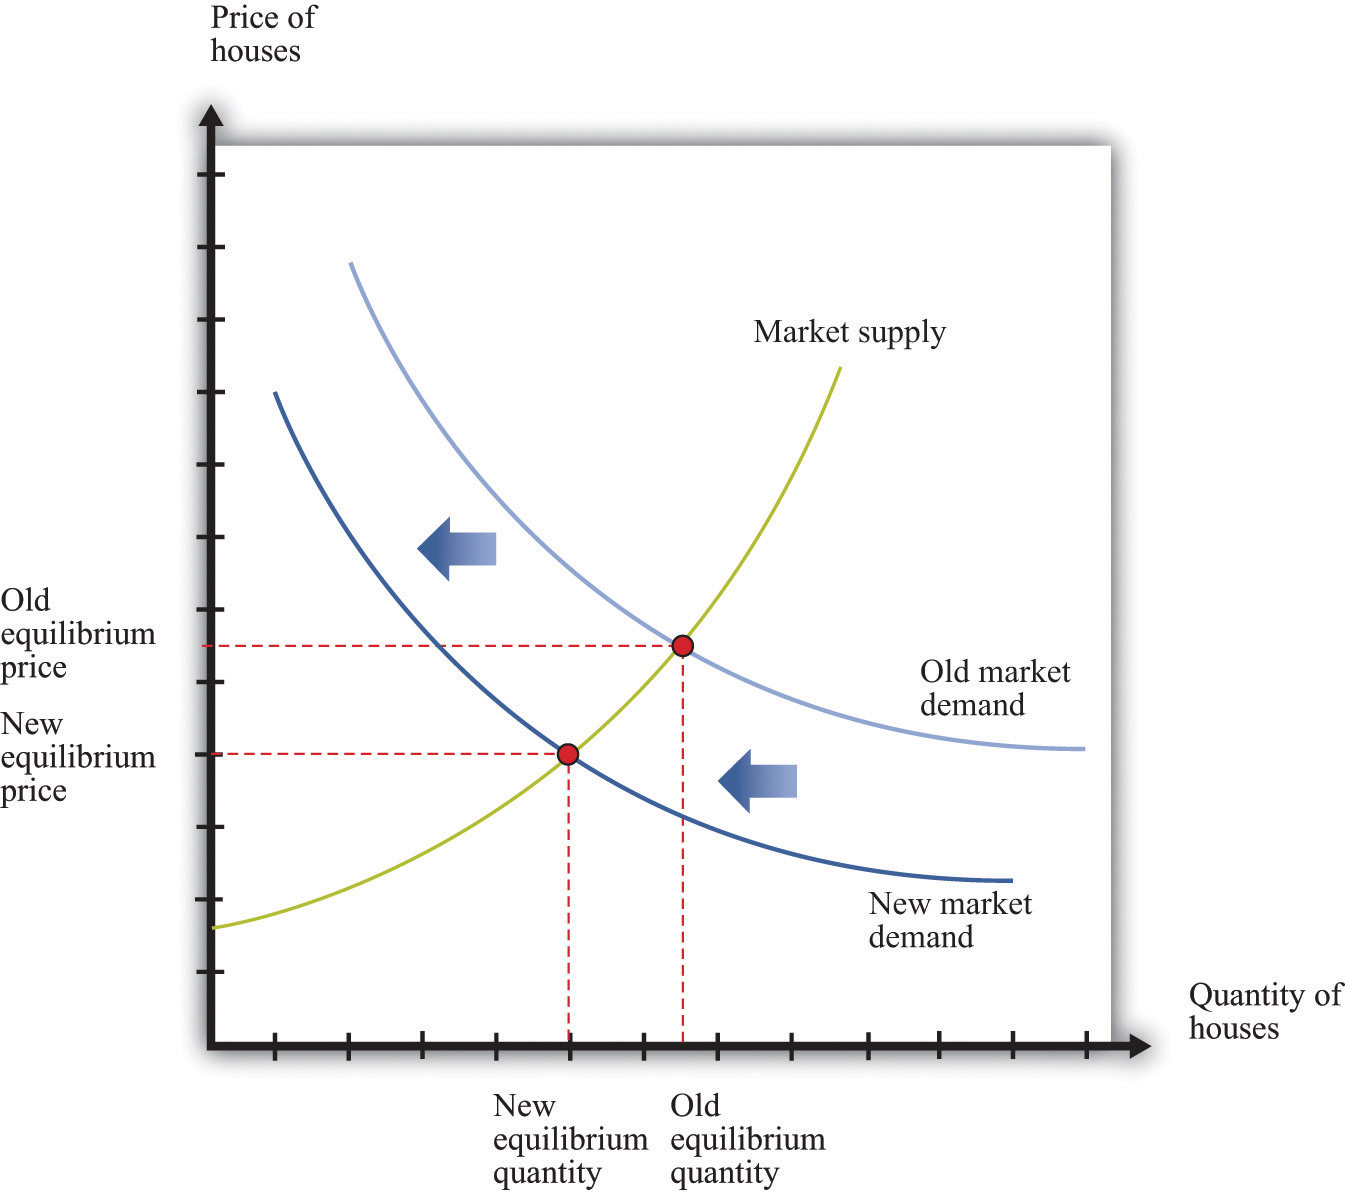 Price of
houses
Market supply
Old
equilibrium
price
Old market
demand
New
equilibrium
price
New market
demand
Quantity of
houses
New
equilibrium
quantity
Old
equilibrium
quantity